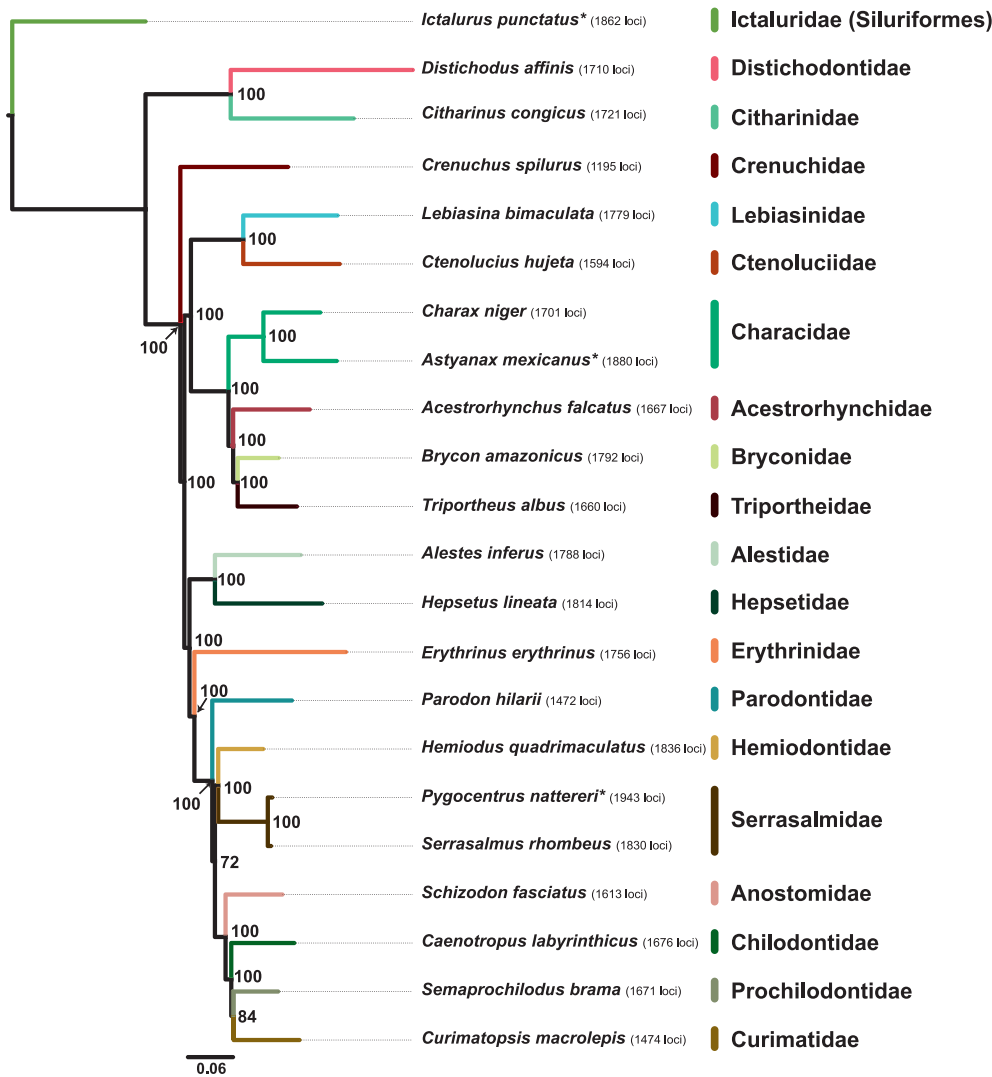 Ictalurus punctatus* (1862 loci) Ictaluridae (Siluriformes)
Distichodus affinis (1710 loci) Distichodontidae
100
Citharinus congicus (1721 loci) Citharinidae
Crenuchus spilurus (1195 loci) Crenuchidae
Lebiasina bimaculata (1779 loci) Lebiasinidae
100
Ctenolucius hujeta (1594 loci) Ctenoluciidae
Charax niger (1701 loci)
100
100
100
Characidae
Astyanax mexicanus* (1880 loci)
100
Acestrorhynchus falcatus (1667 loci) Acestrorhynchidae
100
Brycon amazonicus (1792 loci) Bryconidae
100
100
Triportheus albus (1660 loci) Triportheidae
Alestes inferus (1788 loci) Alestidae
100
Hepsetus lineata (1814 loci) Hepsetidae
100
Erythrinus erythrinus (1756 loci) Erythrinidae
100
Parodon hilarii (1472 loci) Parodontidae
Hemiodus quadrimaculatus (1836 loci) Hemiodontidae
100
Pygocentrus nattereri* (1943 loci)
100
100
Serrasalmidae
Serrasalmus rhombeus (1830 loci)
72
Schizodon fasciatus (1613 loci) Anostomidae
100
Caenotropus labyrinthicus (1676 loci) Chilodontidae
100
Semaprochilodus brama (1671 loci) Prochilodontidae
84
Curimatopsis macrolepis (1474 loci) Curimatidae
0.06